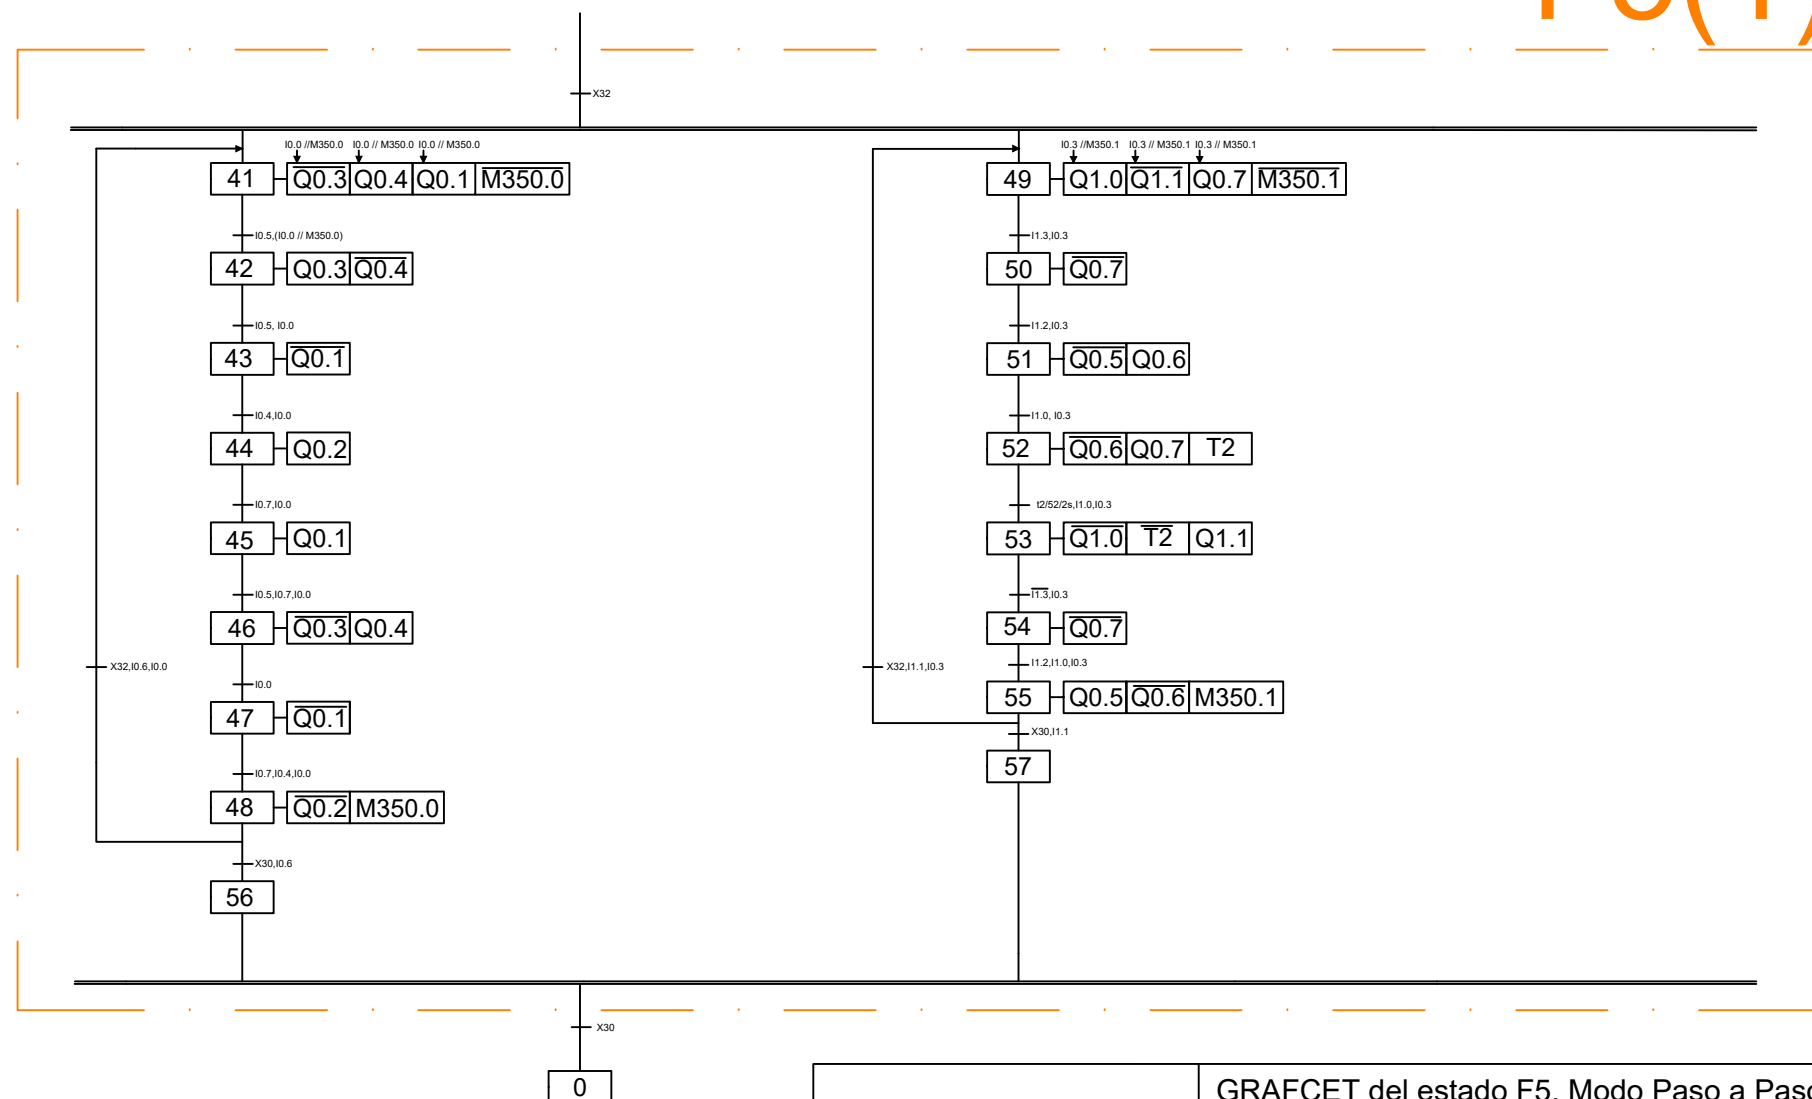 X32
I0.0 //M350.0 I0.0 // M350.0 I0.0 // M350.0
41 Q0.3 Q0.4 Q0.1 M350.0
I0.5,(I0.0 // M350.0)
42 Q0.3 Q0.4
I0.5, I0.0
43 Q0.1
I0.4,I0.0
44 Q0.2
I0.7,I0.0
45 Q0.1
I0.5,I0.7,I0.0
46 Q0.3 Q0.4
X32,I0.6,I0.0
I0.0
47 Q0.1
I0.7,I0.4,I0.0
48 Q0.2 M350.0
X30,I0.6
56
I0.3 //M350.1 I0.3 // M350.1 I0.3 // M350.1
49 Q1.0 Q1.1 Q0.7 M350.1
I1.3,I0.3
50 Q0.7
I1.2,I0.3
51 Q0.5 Q0.6
I1.0, I0.3
52 Q0.6 Q0.7 T2
t2/52/2s,I1.0,I0.3
53 Q1.0 T2 Q1.1
I1.3,I0.3
54 Q0.7
X32,I1.1,I0.3
I1.2,I1.0,I0.3
55 Q0.5 Q0.6 M350.1
X30,I1.1
57
X30
0
GRAFCET del estado F5. Modo Paso a Paso